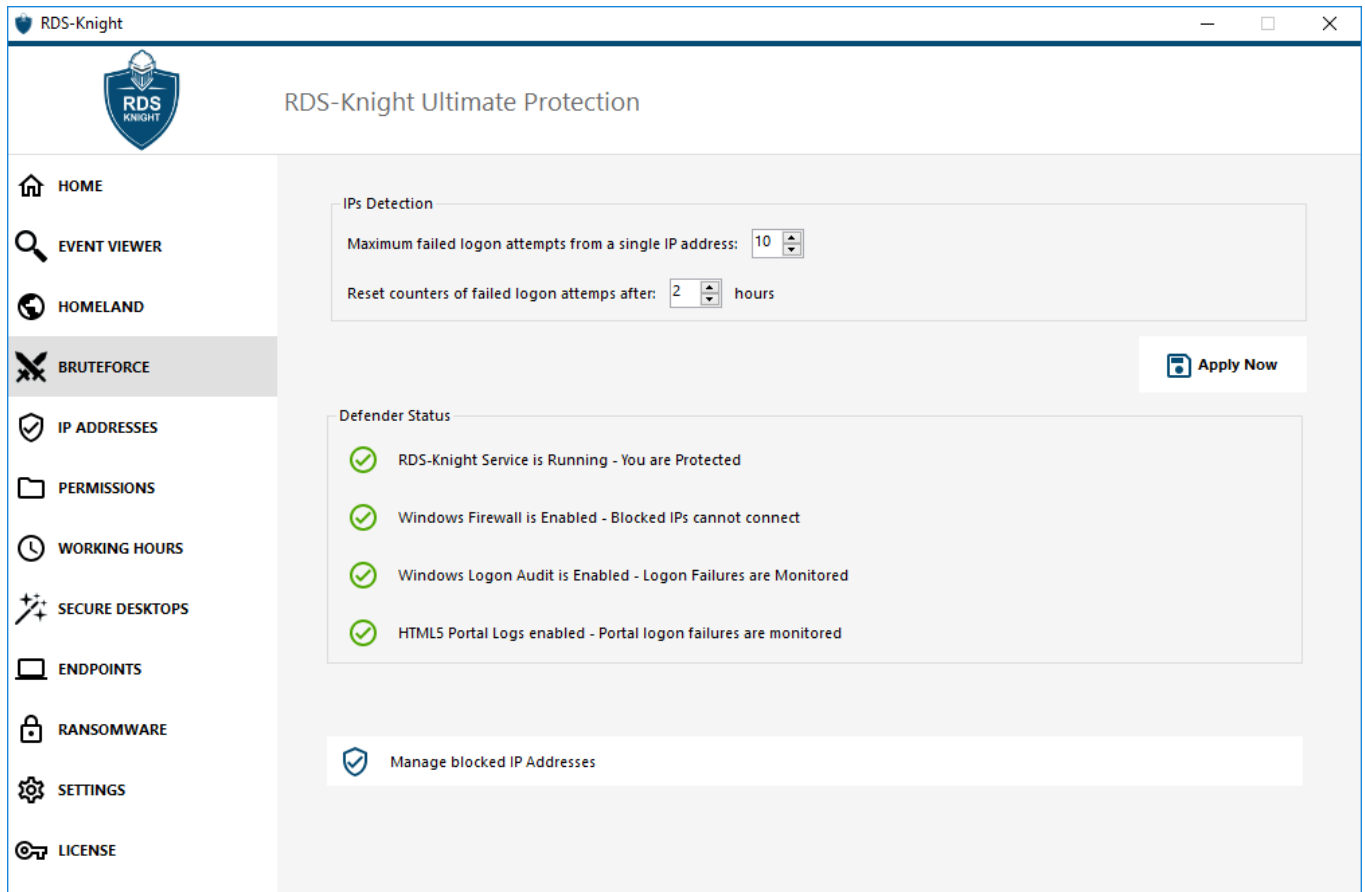 RDS-Knight
RDS
KNIGHT
RDS-Knight Ultimate Protection
HOME
EVENT VIEWER
HOMELAND
BRUTEFORCE
IP ADDRESSES
PERMISSIONS
WORKING HOURS
SECURE DESKTOPS
ENDPOINTS
RANSOMWARE
SETTINGS
LICENSE
IPs Detection
Maximum failed logon attempts from a single IP address: 10
Reset counters of failed logon attemps after: 2 hours
Apply Now
Defender Status
RDS-Knight Service is Running - You are Protected
Windows Firewall is Enabled - Blocked IPs cannot connect
Windows Logon Audit is Enabled - Logon Failures are Monitored
HTML5 Portal Logs enabled - Portal logon failures are monitored
Manage blocked IP Addresses